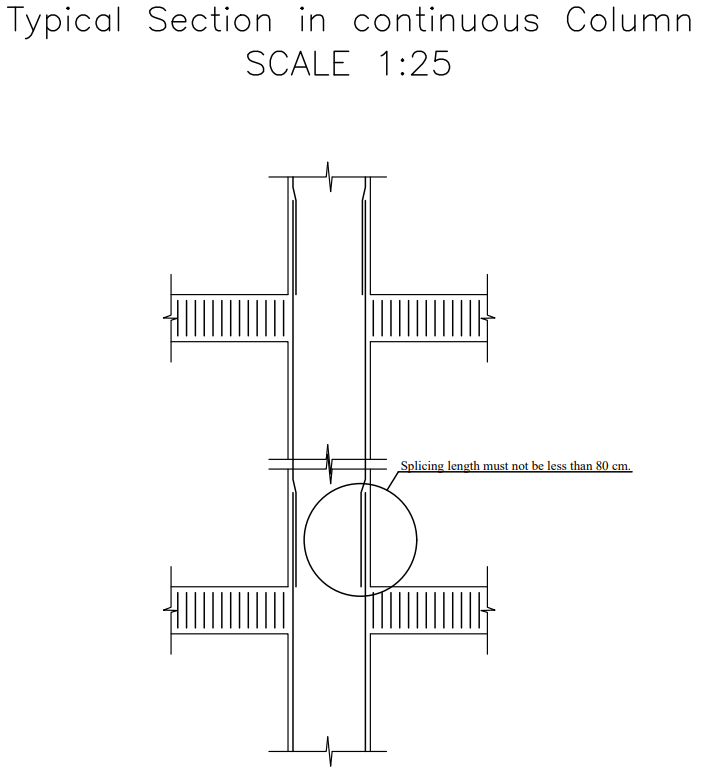 Typical Section in continuous Column
SCALE 1:25
Splicing length must not be less than 80 cm.